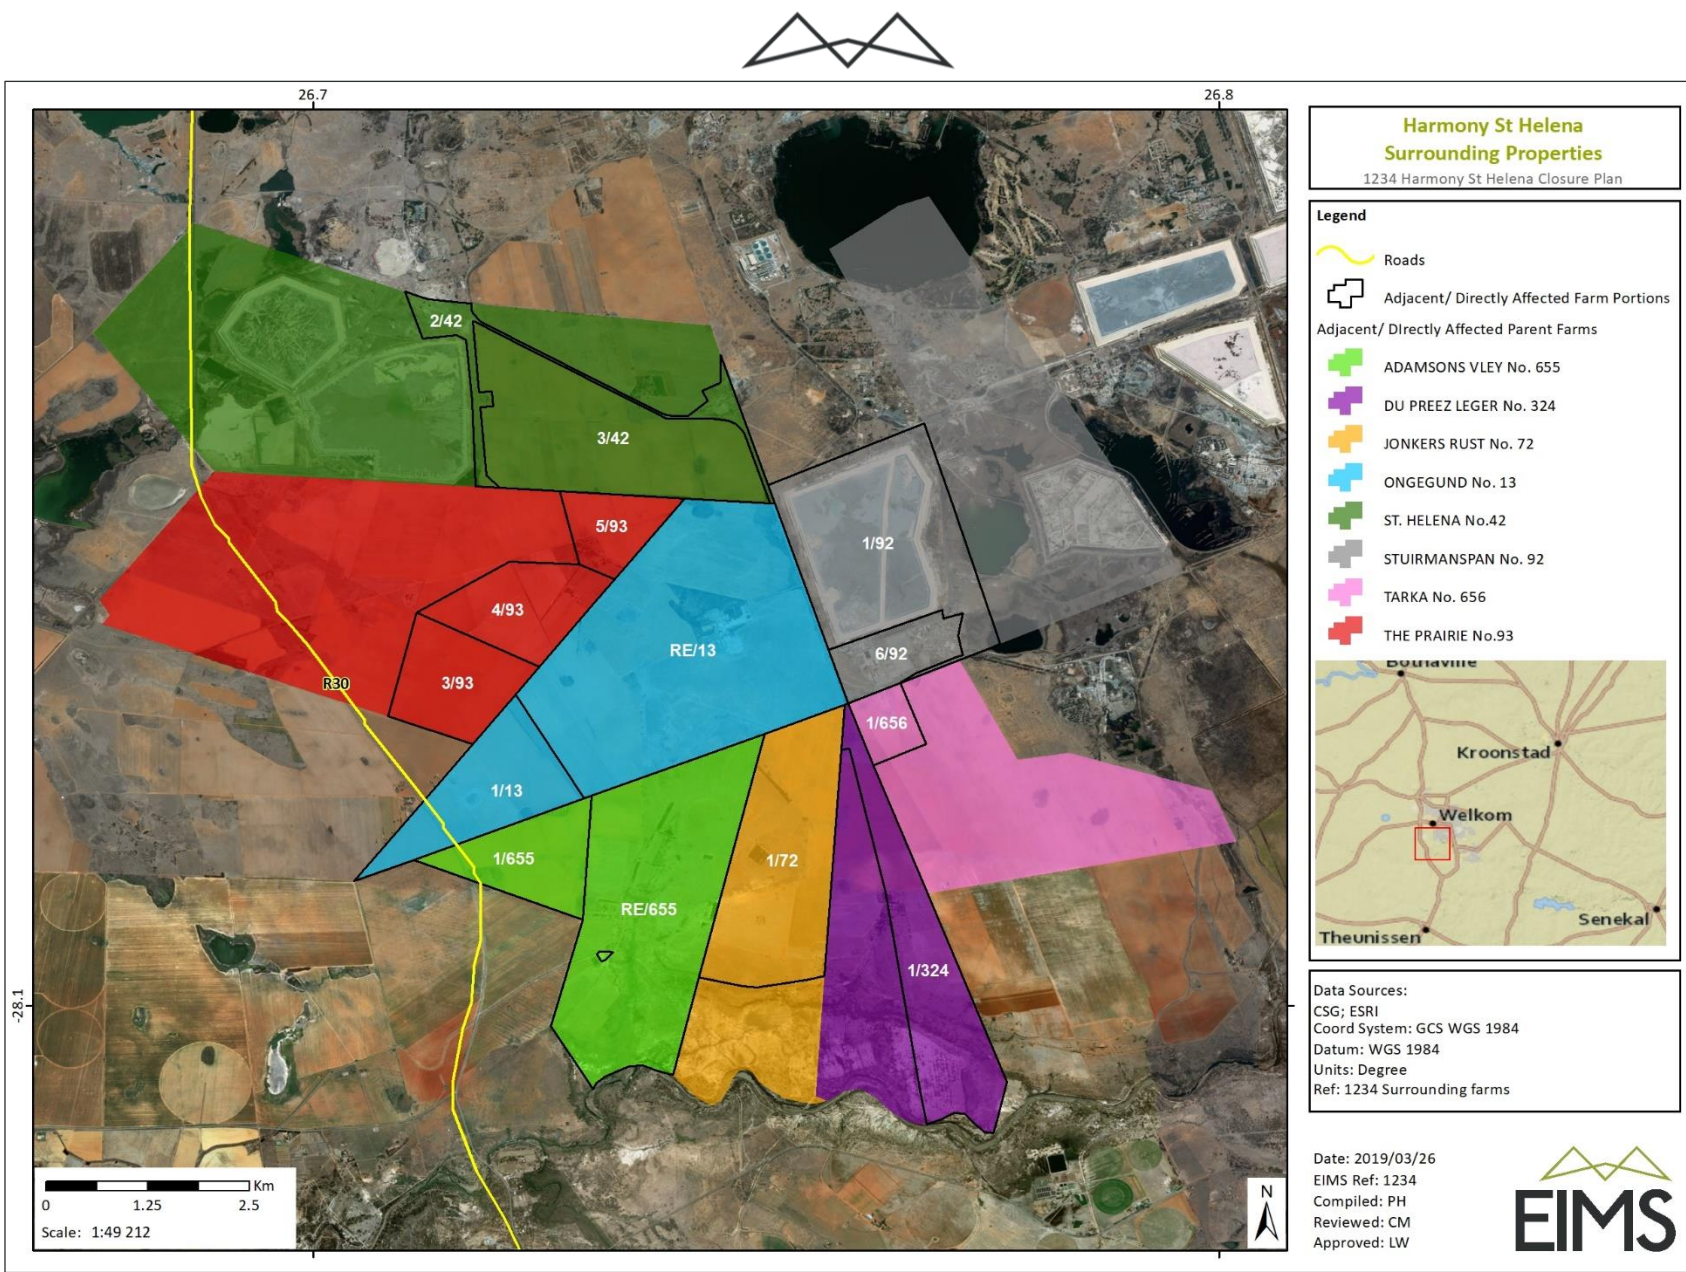 26.7
26.8
Harmony St Helena
Surrounding Properties
1234 Harmony St Helena Closure Plan
Legend
Roads
Adjacent/ Directly Affected Farm Portions
Adjacent/ DIrectly Affected Parent Farms
ADAMSONS VLEY No. 655
DU PREEZ LEGER No. 324
JONKERS RUST No. 72
ONGEGUND No. 13
ST. HELENA No.42
STUIRMANSPAN No. 92
TARKA No. 656
THE PRAIRIE No.93
2/42
3/42
5/93
1/92
4/93
RE/13
6/92
3/93
R30
1/656
1/13
1/655
1/72
RE/655
1/324
-28.1
Bothaville
Kroonstad
Welkom
Senekal
Theunissen
Data Sources:
CSG; ESRI
Coord System: GCS WGS 1984
Datum: WGS 1984
Units: Degree
Ref: 1234 Surrounding farms
Km
0 1.25 2.5
Scale: 1:49 212
N
Date: 2019/03/26
EIMS Ref: 1234
Compiled: PH
Reviewed: CM
Approved: LW
EIMS